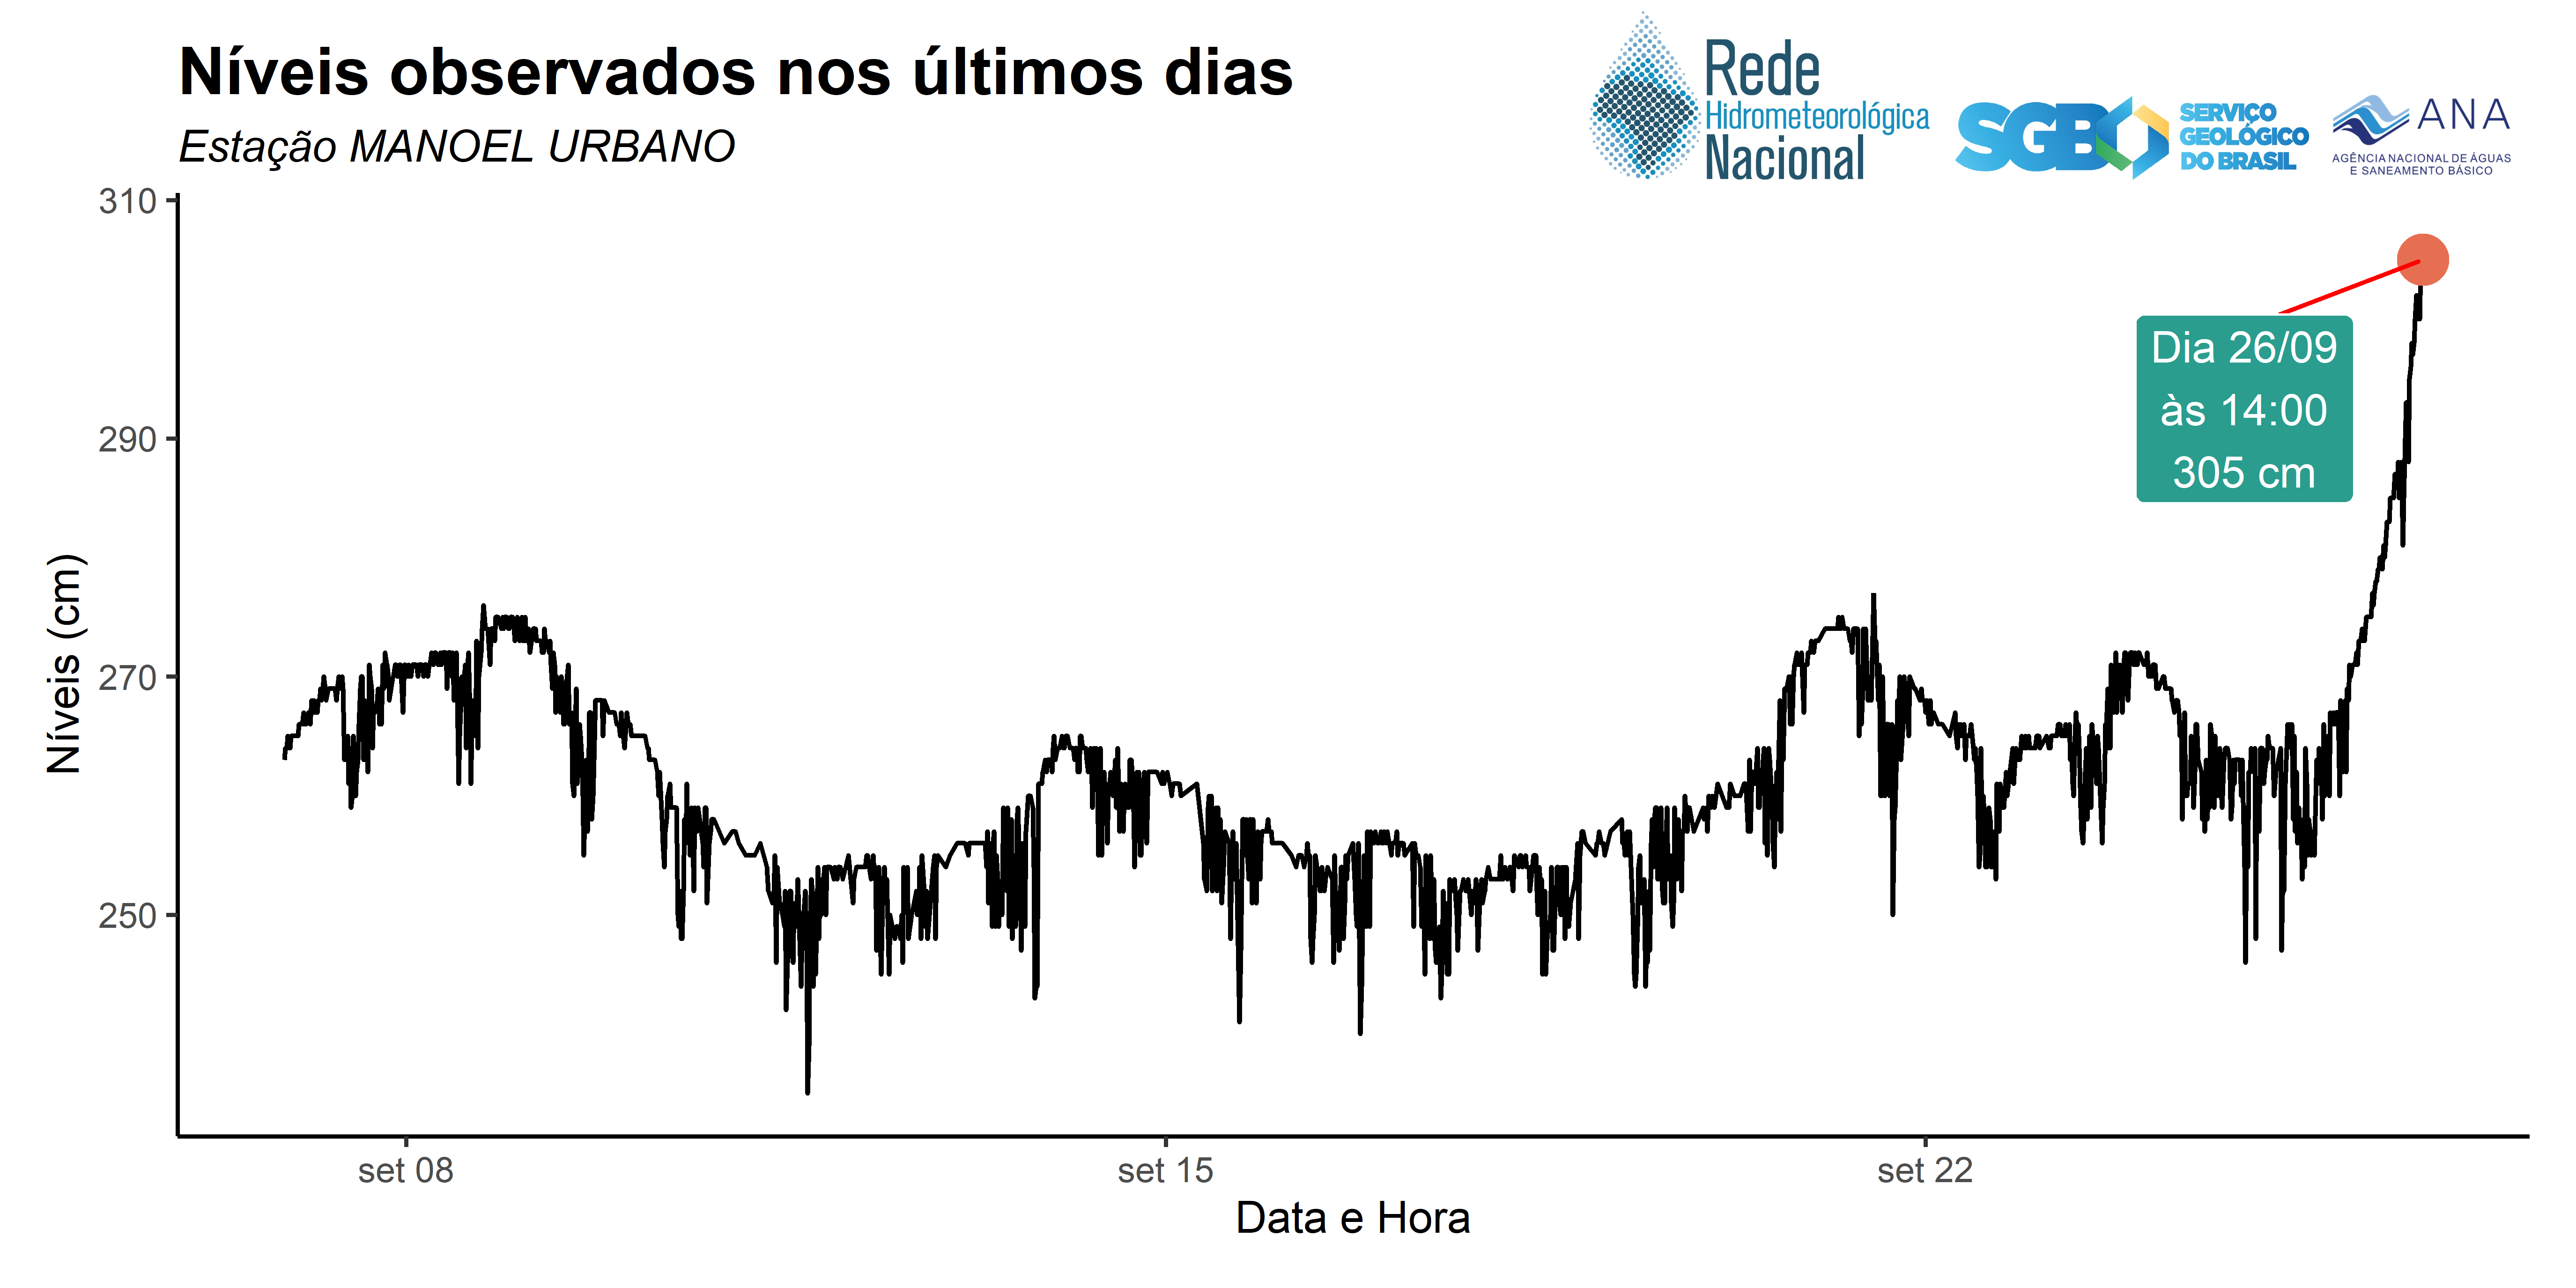 Níveis observados nos últimos dias
Estação MANOEL URBANO
Rede
Hidrometeorológica
Nacional
SGB
SERVIÇO
GEOLÓGICO
DO BRASIL
ANA
AGÊNCIA NACIONAL DE ÁGUAS
E SANEAMENTO BÁSICO
310
290
270
250
Níveis (cm)
Dia 26/09
às 14:00
305 cm
set 08
set 15
set 22
Data e Hora